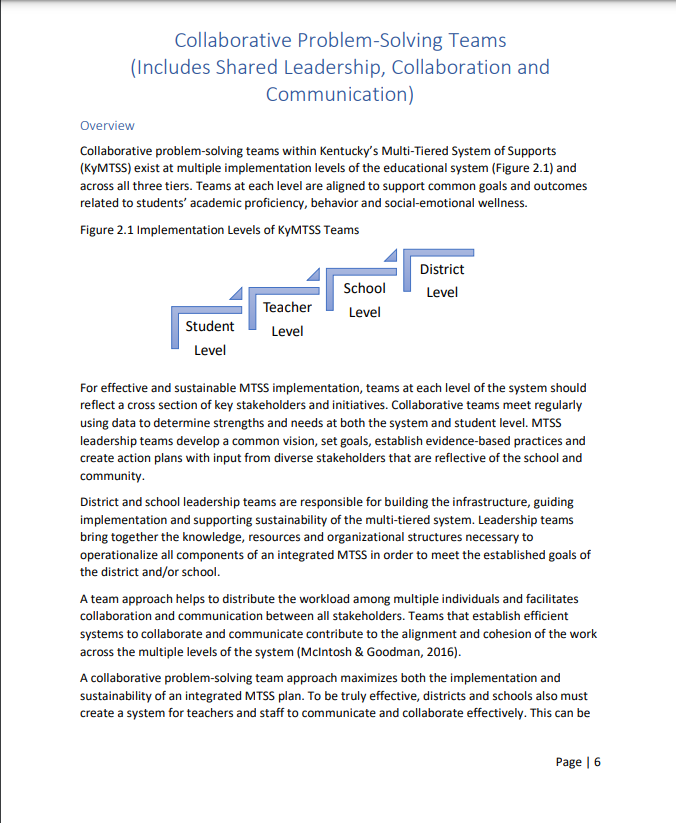 Collaborative Problem-Solving Teams
(Includes Shared Leadership, Collaboration and
Communication)
Overview
Collaborative problem-solving teams within Kentucky's Multi-Tiered System of Supports
(KyMTSS) exist at multiple implementation levels of the educational system (Figure 2.1) and
across all three tiers. Teams at each level are aligned to support common goals and outcomes
related to students' academic proficiency, behavior and social-emotional wellness.
Figure 2.1 Implementation Levels of KyMTSS Teams
Student
Level
Teacher
Level
School
Level
District
Level
For effective and sustainable MTSS implementation, teams at each level of the system should
reflect a cross section of key stakeholders and initiatives. Collaborative teams meet regularly
using data to determine strengths and needs at both the system and student level. MTSS
leadership teams develop a common vision, set goals, establish evidence-based practices and
create action plans with input from diverse stakeholders that are reflective of the school and
community.
District and school leadership teams are responsible for building the infrastructure, guiding
implementation and supporting sustainability of the multi-tiered system. Leadership teams
bring together the knowledge, resources and organizational structures necessary to
operationalize all components of an integrated MTSS in order to meet the established goals of
the district and/or school.
A team approach helps to distribute the workload among multiple individuals and facilitates
collaboration and communication between all stakeholders. Teams that establish efficient
systems to collaborate and communicate contribute to the alignment and cohesion of the work
across the multiple levels of the system (McIntosh & Goodman, 2016).
A collaborative problem-solving team approach maximizes both the implementation and
sustainability of an integrated MTSS plan. To be truly effective, districts and schools also must
create a system for teachers and staff to communicate and collaborate effectively. This can be
Page | 6